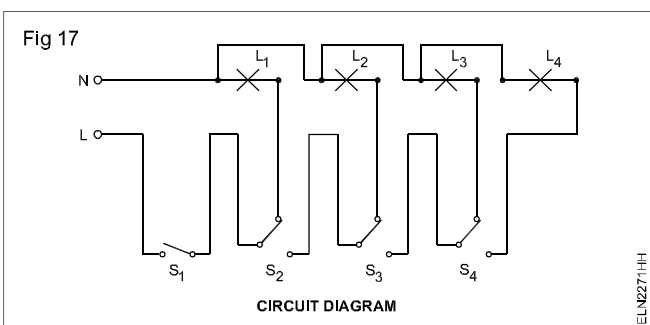 Fig 17
L1 L2 L3 L4
N
L
S1 S2 S3 S4
CIRCUIT DIAGRAM
ELN2271HH